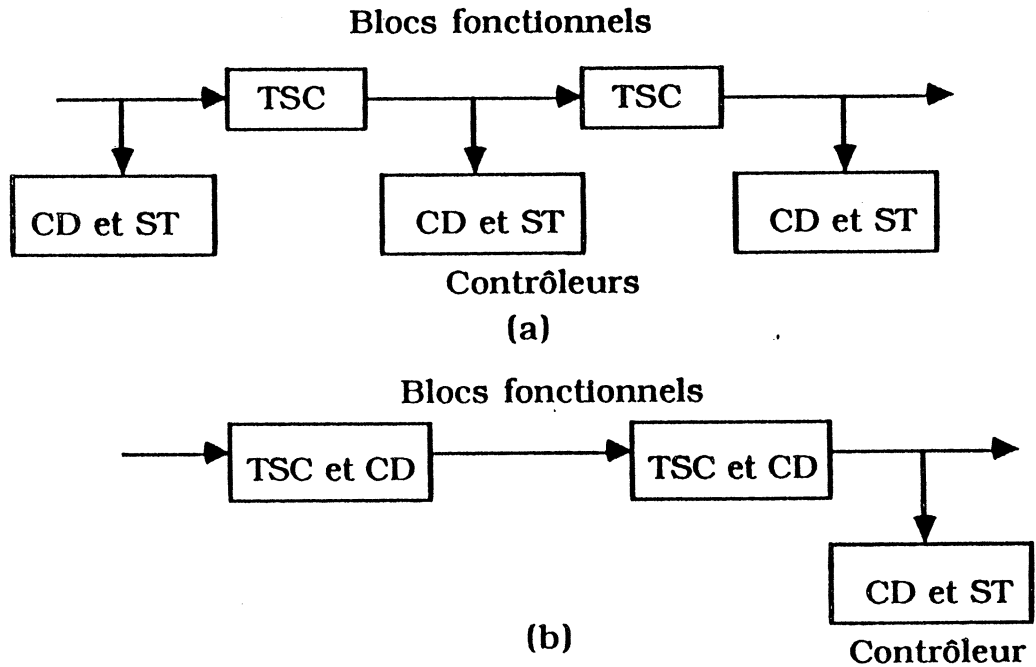 Blocs fonctionnels
TSC
TSC
CD et ST
CD et ST
CD et ST
Contrôleurs
(a)
Blocs fonctionnels
TSC et CD
TSC et CD
CD et ST
(b)
Contrôleur